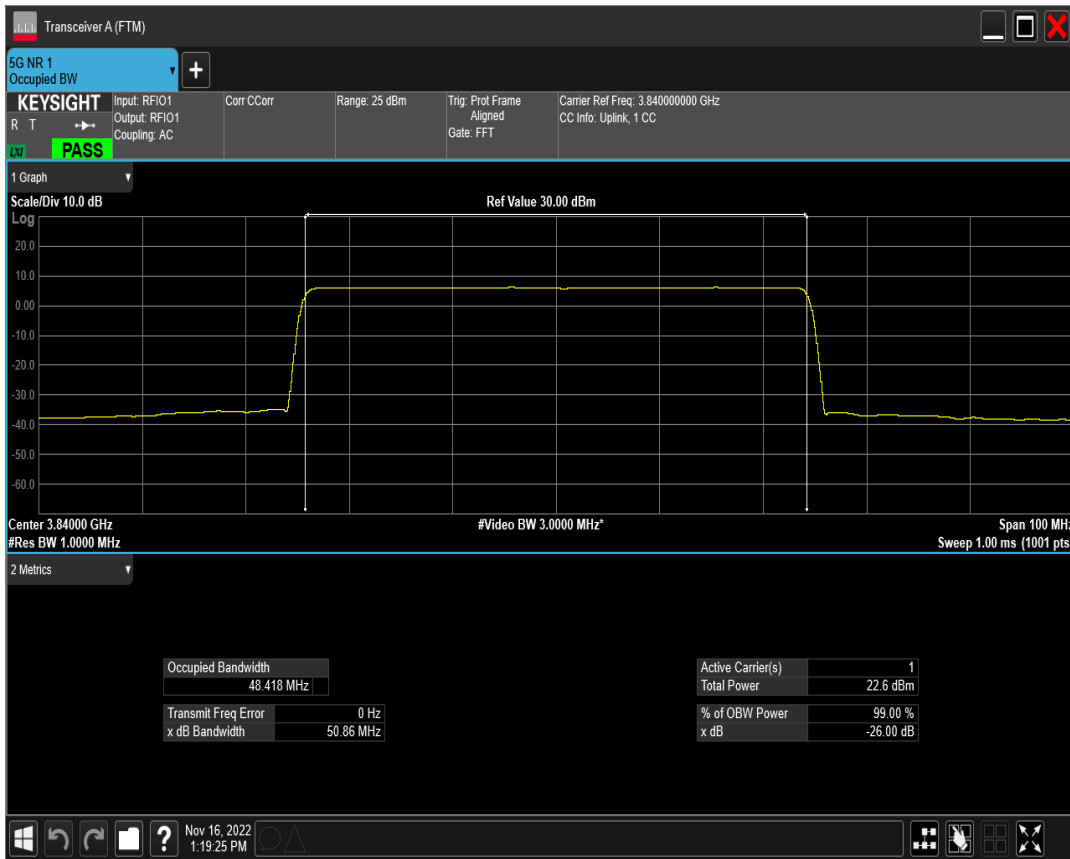 Transceiver A (FTM)
5G NR 1
Occupied BW
+
KEYSIGHT
R T
LXI
PASS
Input: RFIO1
Output: RFIO1
Coupling: AC
Corr CCorr
Range: 25 dBm
Trig: Prot Frame
Aligned
Gate: FFT
Carrier Ref Freq: 3.840000000 GHz
CC Info: Uplink, 1 CC
1 Graph
Scale/Div 10.0 dB
Ref Value 30.00 dBm
Log
20.0
10.0
0.00
-10.0
-20.0
-30.0
-40.0
-50.0
-60.0
Center 3.84000 GHz
#Video BW 3.0000 MHz*
Span 100 MHz
#Res BW 1.0000 MHz
Sweep 1.00 ms (1001 pts
2 Metrics
Occupied Bandwidth
48.418 MHz
Transmit Freq Error 0 Hz
x dB Bandwidth 50.86 MHz
Active Carrier(s) 1
Total Power 22.6 dBm
% of OBW Power 99.00 %
x dB -26.00 dB
?
Nov 16, 2022
1:19:25 PM